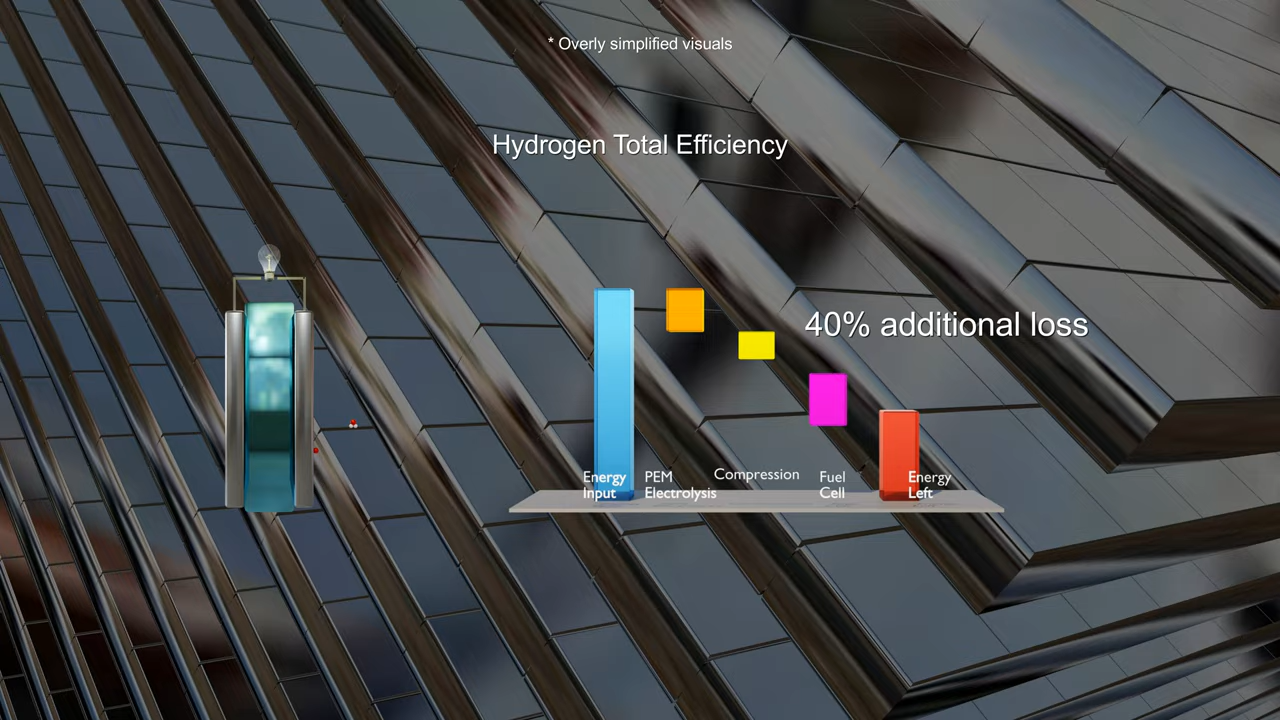 * Overly simplified visuals
Hydrogen Total Efficiency
40% additional loss
Energy
Input
PEM
Electrolysis
Compression
Fuel
Cell
Energy
Left